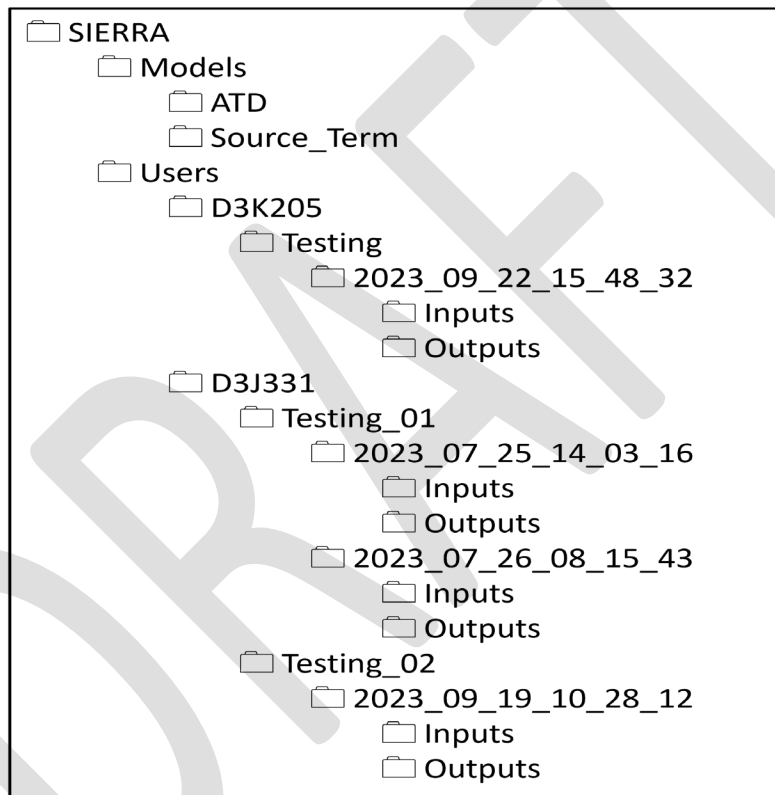 SIERRA
Models
ATD
Source_Term
Users
D3K205
Testing
2023_09_22_15_48_32
Inputs
Outputs
D3J331
Testing_01
2023_07_25_14_03_16
Inputs
Outputs
2023_07_26_08_15_43
Inputs
Outputs
Testing_02
2023_09_19_10_28_12
Inputs
Outputs
DRAFT